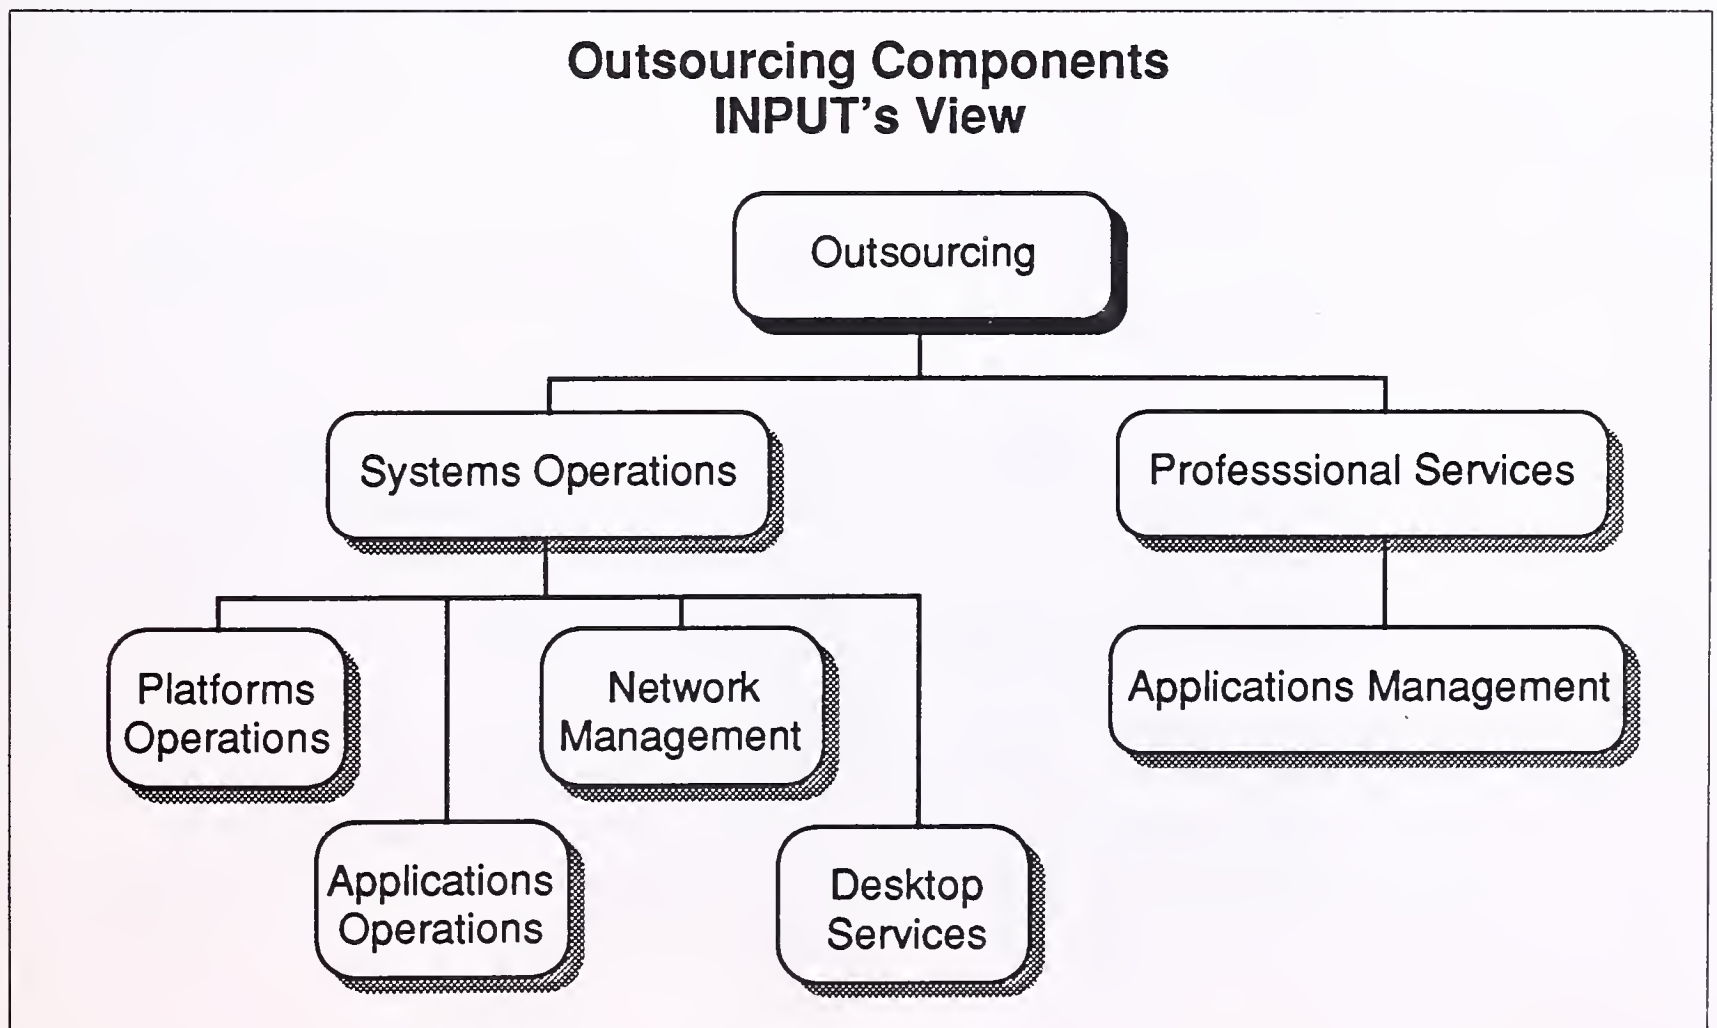 Outsourcing Components
INPUT's View
Outsourcing
Systems Operations
Professsional Services
Platforms
Operations
Network
Management
Applications Management
Applications
Operations
Desktop
Services